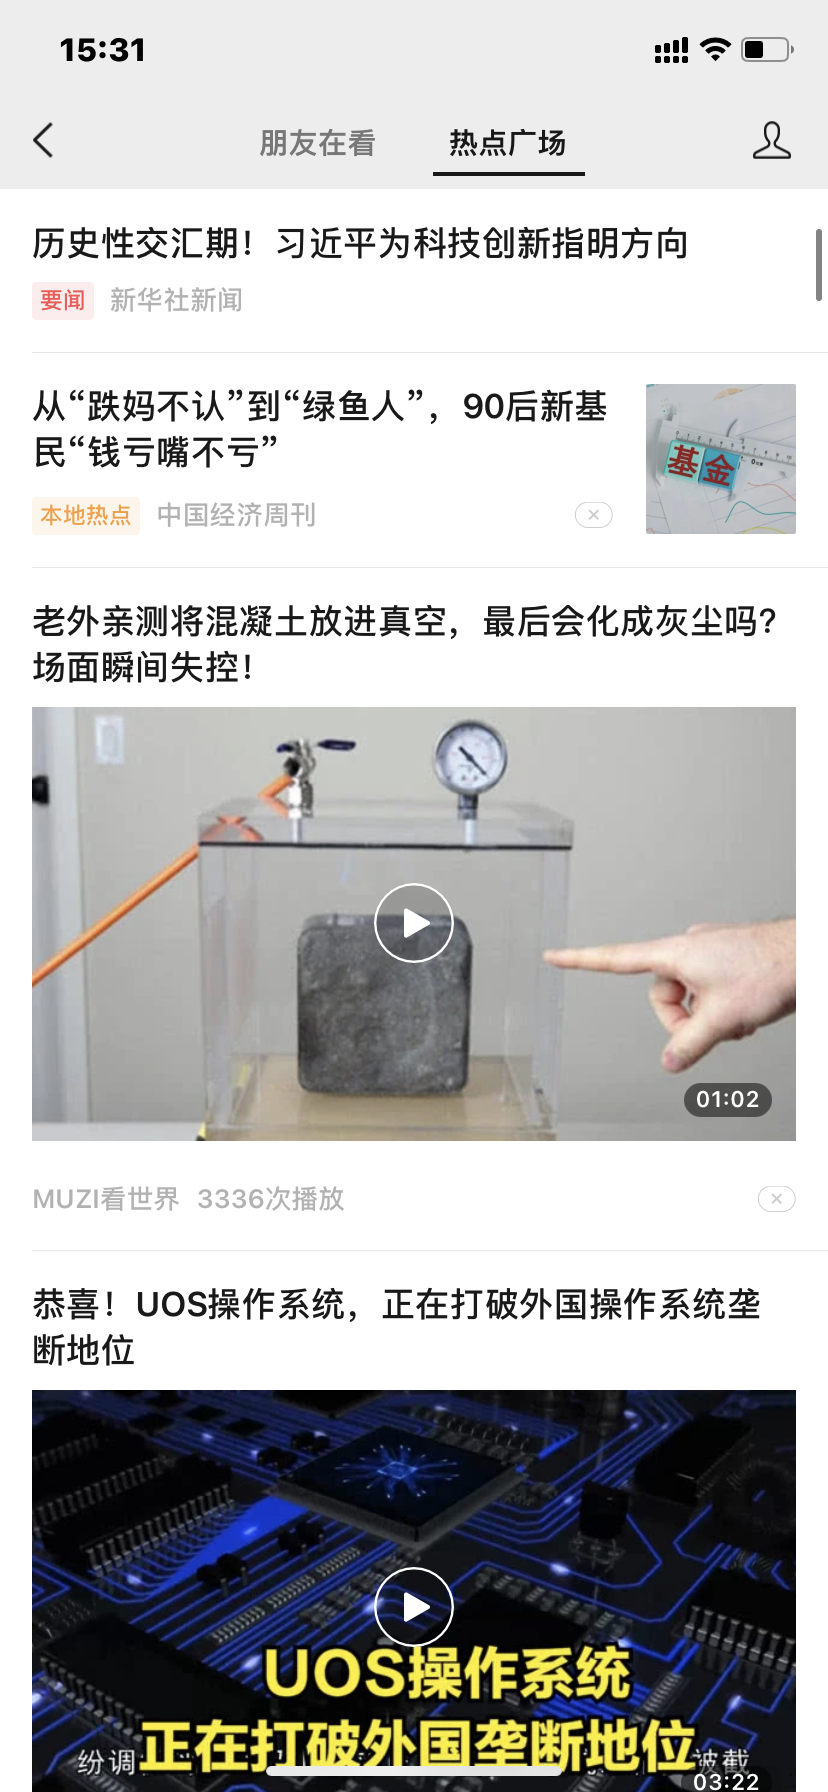 15:31
朋友在看
热点广场
历史性交汇期！习近平为科技创新指明方向
要闻 新华社新闻
从“跌妈不认”到“绿鱼人”，90后新基
民“钱亏嘴不亏”
基金
本地热点 中国经济周刊
老外亲测将混凝土放进真空，最后会化成灰尘吗?
场面瞬间失控！
01:02
MUZI看世界 3336次播放
恭喜！UOS操作系统，正在打破外国操作系统垄
断地位
UOS操作系统
正在打破外国垄断地位
纷调
被截
03:22